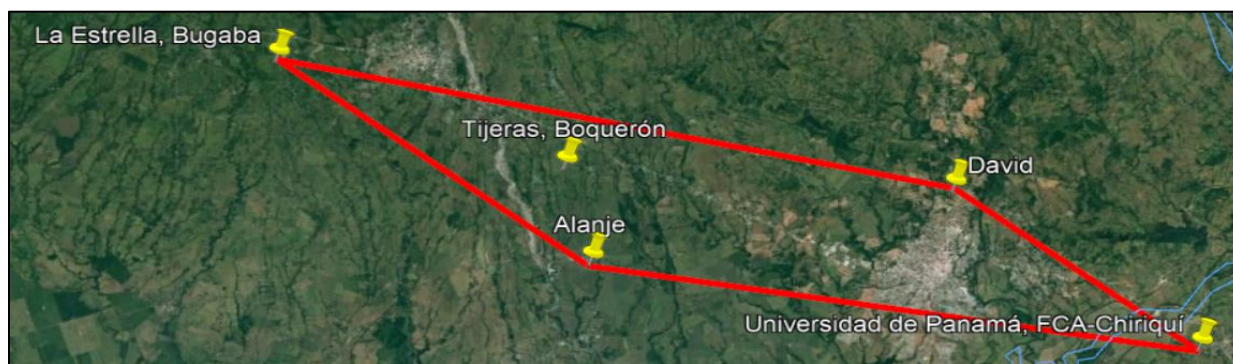 La Estrella, Bugaba
Tijeras, Boquerón
David
Alanje
Universidad de Panamá, FCA-Chiriquí